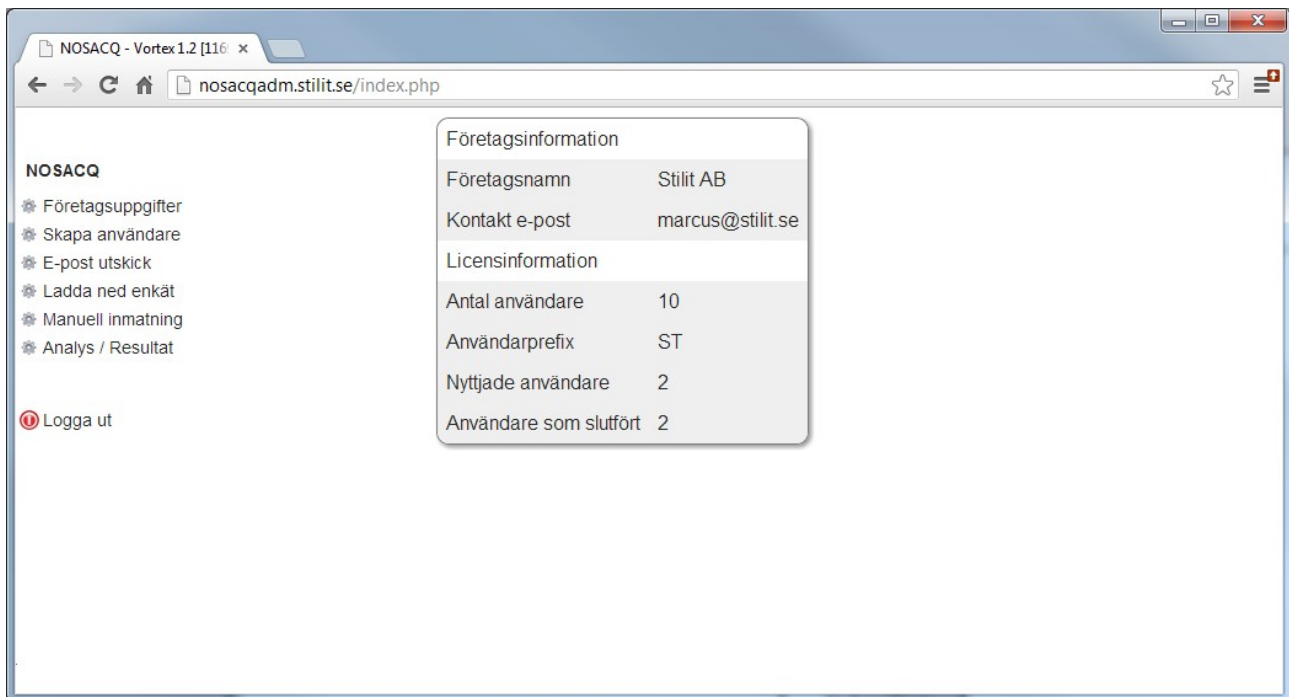 NOSACQ - Vortex 1.2 [116
nosacqadm.stilit.se/index.php
NOSACQ
Företagsuppgifter
Skapa användare
E-post utskick
Ladda ned enkät
Manuell inmatning
Analys / Resultat
Logga ut
Företagsinformation
Företagsnamn Stilit AB
Kontakt e-post marcus@stilit.se
Licensinformation
Antal användare 10
Användarprefix ST
Nyttjade användare 2
Användare som slutfört 2